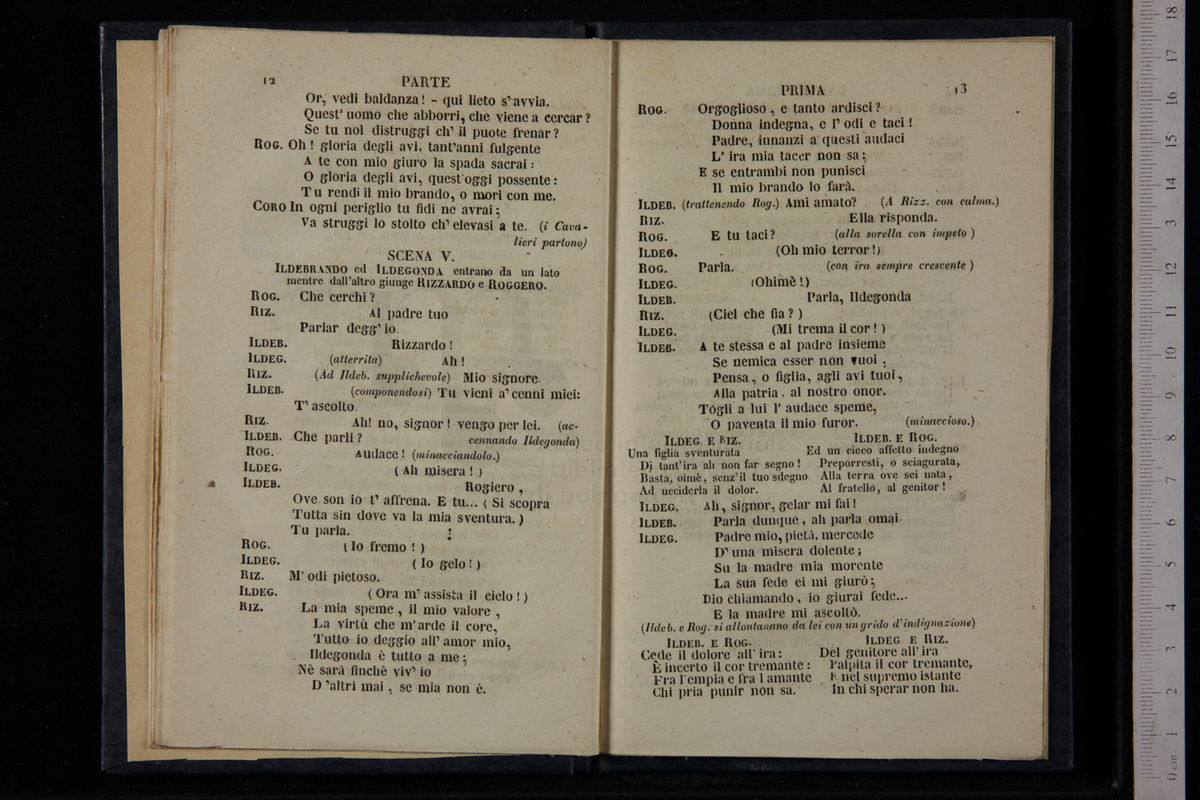 12 PARTE
Or, vedi baldanza! - qui lieto s'avvia.
Quest' uomo che abborri, che viene a cercar?
Se tu nol distruggi ch' il puote frenar?
ROG. Oh! gloria degli avi, tant'anni fulgente
A te con mio giuro la spada sacrai:
O gloria degli avi, quest'oggi possente:
Tu rendi il mio brando, o mori con me.
CORO In ogni periglio tu fidi ne avrai;
Va struggi lo stolto ch' elevasi a te. (i Cava-
lieri partono)
SCENA V.
ILDEBRANDO ed ILDEGONDA entrano da un lato
mentre dall'altro giunge RIZZARDO e ROGGERO.
ROG. Che cerchi?
RIZ. Al padre tuo
Parlar degg' io.
ILDEB. Rizzardo!
ILDEG. (atterrita) Ah!
RIZ. (Ad Ildeb. supplichevole) Mio signore.
ILDEB. (componendosi) Tu vieni a' cenni miei:
T' ascolto.
RIZ. Ah! no, signor! vengo per lei. (ac-
cennando Ildegonda)
ILDEB. Che parli?
ROG. Audace! (minacciandolo.)
ILDEG. (Ah misera!)
ILDEB. Rogiero,
Ove son io t' affrena. E tu... (Si scopra
Tutta sin dove va la mia sventura.)
Tu parla.
ROG. (Io fremo!)
ILDEG. (Io gelo!)
RIZ. M' odi pietoso.
ILDEG. (Ora m' assista il cielo!)
RIZ. La mia speme, il mio valore,
La virtù che m' arde il core,
Tutto io deggio all' amor mio,
Ildegonda è tutto a me;
Nè sarà finchè viv' io
D 'altri mai, se mia non è.
PRIMA 13
ROG. Orgoglioso, e tanto ardisci?
Donna indegna, e l' odi e taci!
Padre, innanzi a questi audaci
L' ira mia tacer non sa;
E se entrambi non punisci
Il mio brando lo farà.
ILDEB. (trattenendo Rog.) Ami amato? (A Rizz. con calma.)
RIZ. Ella risponda.
ROG. E tu taci? (alla sorella con impeto)
ILDEG. (Oh mio terror!)
ROG. Parla. (con ira sempre crescente)
ILDEG. (Ohimè!)
ILDEB. Parla, Ildegonda
RIZ. (Ciel che fia?)
ILDEG. (Mi trema il cor!)
ILDEB. A te stessa e al padre insieme
Se nemica esser non vuoi,
Pensa, o figlia, agli avi tuoi,
Alla patria, al nostro onor.
Togli a lui l' audace speme,
O paventa il mio furor. (minaccioso.)
ILDEG. E RIZ.
Una figlia sventurata
Di tant'ira ah non far segno!
Basta, oimè, senz'il tuo sdegno
Ad ucciderla il dolor.
ILDEB. E ROG.
Ed un cieco affetto indegno
Preporresti, o sciagurata,
Alla terra ove sei nata,
Al fratello, al genitor!
ILDEG. Ah, signor, gelar mi fai!
ILDEB. Parla dunque, ah parla omai.
ILDEG. Padre mio, pietà, mercede
D' una misera dolente;
Su la madre mia morente
La sua fede ei mi giurò;
Dio chiamando, io giurai fede...
E la madre mi ascoltò.
(Ildeb. e Rog. si allontanano da lei con un grido d'indignazione)
ILDEB. E ROG.
Cede il dolore all' ira:
È incerto il cor tremante:
Fra l'empia e fra l amante
Chi pria punir non sa.
ILDEG E RIZ.
Del genitore all' ira
Palpita il cor tremante,
E nel supremo istante
In chi sperar non ha.